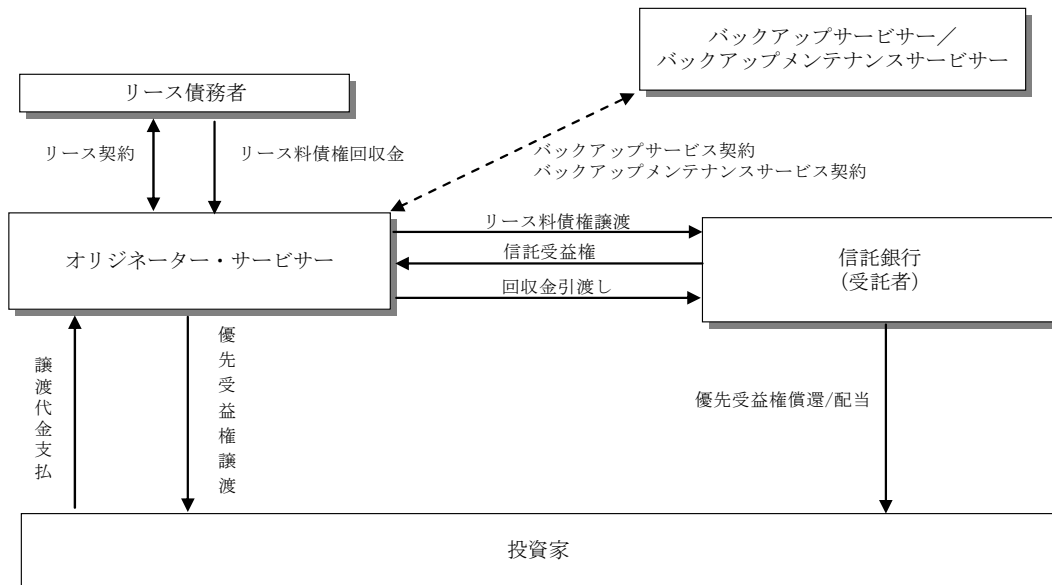 バックアップサービサー／
バックアップメンテナンスサービサー
リース債務者
リース契約
リース料債権回収金
バックアップサービス契約
バックアップメンテナンスサービス契約
オリジネーター・サービサー
リース料債権譲渡
信託受益権
回収金引渡し
信託銀行
（受託者）
譲渡代金支払
優先受益権譲渡
優先受益権償還/配当
投資家